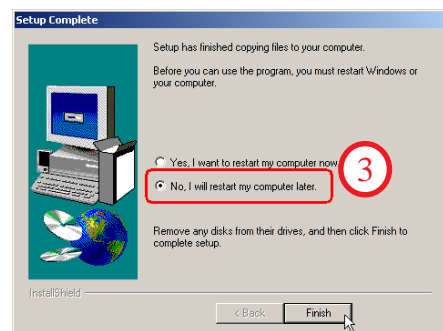 Setup Complete
Setup has finished copying files to your computer.
Before you can use the program, you must restart Windows or
your computer.
Yes, I want to restart my computer now.
No, I will restart my computer later.
3
Remove any disks from their drives, and then click Finish to
complete setup.
InstallShield
< Back
Finish